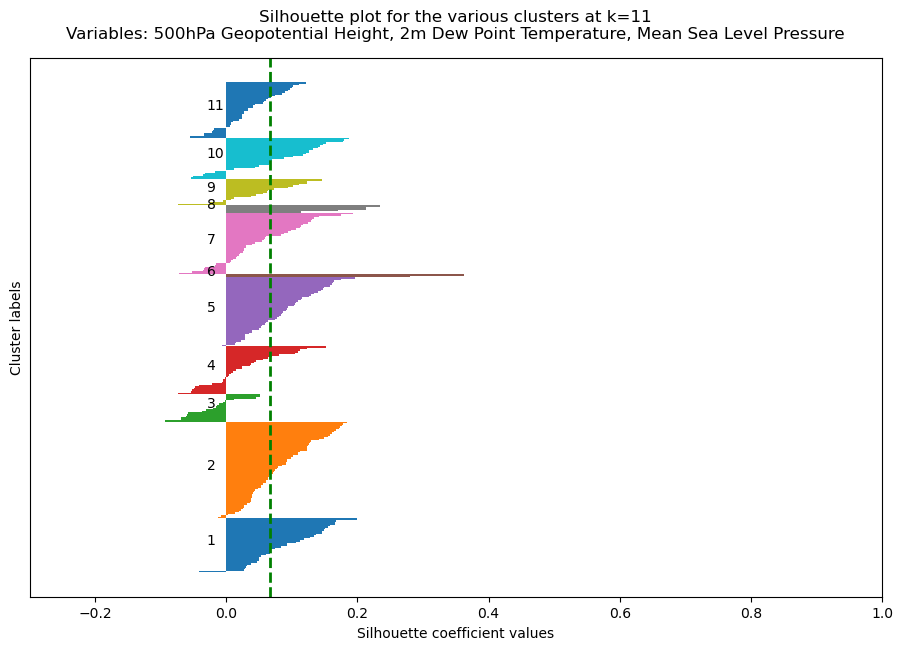 Silhouette plot for the various clusters at k=11
Variables: 500hPa Geopotential Height, 2m Dew Point Temperature, Mean Sea Level Pressure
Cluster labels
11
10
9
8
7
6
5
4
3
2
1
−0.2 0.0 0.2 0.4 0.6 0.8 1.0
Silhouette coefficient values